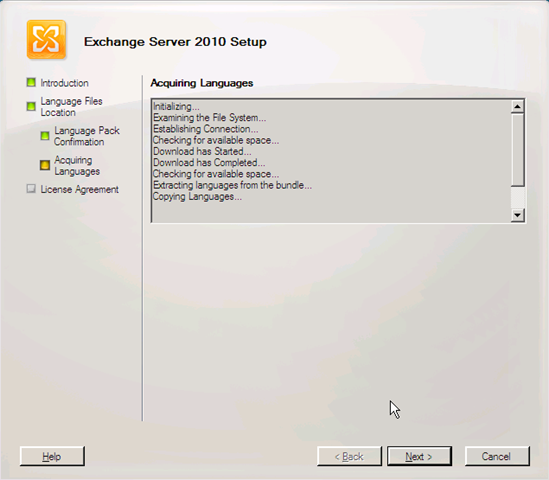 Exchange Server 2010 Setup
Introduction
Language Files
Location
Language Pack
Confirmation
Acquiring
Languages
License Agreement
Acquiring Languages
Initializing...
Examining the File System...
Establishing Connection...
Checking for available space...
Download has Started...
Download has Completed...
Checking for available space...
Extracting languages from the bundle...
Copying Languages...
Help
< Back
Next >
Cancel